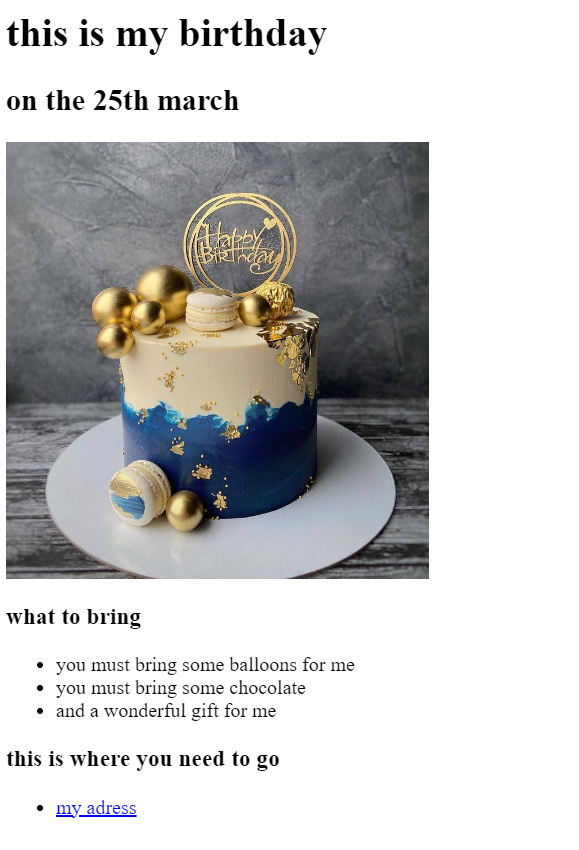 this is my birthday
on the 25th march
Happy
Birthday
what to bring
you must bring some balloons for me
you must bring some chocolate
and a wonderful gift for me
this is where you need to go
my adress